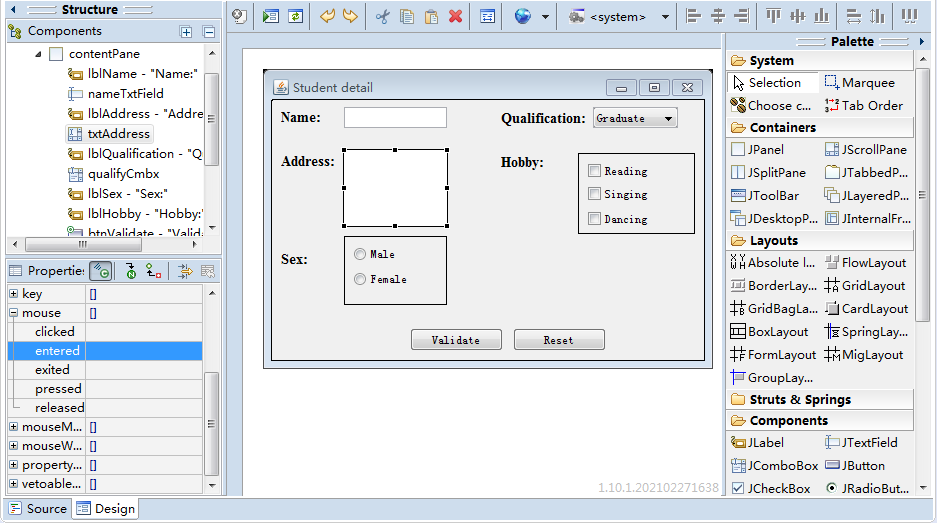 Structure
Components
contentPane
lblName - "Name:"
nameTxtField
lblAddress - "Addre
txtAddress
lblQualification - "Q
qualifyCmbx
lblSex - "Sex:"
lblHobby - "Hobby:"
btnValidate - "Valid
Properties
key []
mouse []
clicked
entered
exited
pressed
released
mouseM... []
mouseW... []
property... []
vetoable... []
Source
Design
<system>
Student detail
Name:
Qualification:
Graduate
Address:
Hobby:
Reading
Singing
Dancing
Sex:
Male
Female
Validate
Reset
1.10.1.202102271638
Palette
System
Selection
Marquee
Choose c...
Tab Order
Containers
JPanel
JScrollPane
JSplitPane
JTabbedP...
JToolBar
JLayeredP...
JDesktopP...
JInternalFr...
Layouts
Absolute l...
FlowLayout
BorderLay...
GridLayout
GridBagLa...
CardLayout
BoxLayout
SpringLay...
FormLayout
MigLayout
GroupLay...
Struts & Springs
Components
JLabel
JTextField
JComboBox
JButton
JCheckBox
JRadioBut...